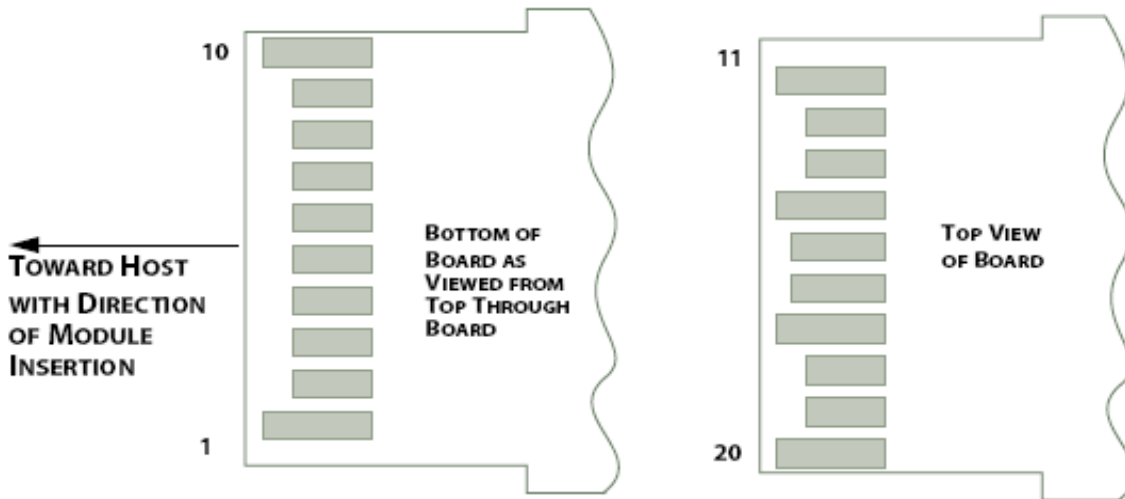 10
1
TOWARD HOST
WITH DIRECTION
OF MODULE
INSERTION
BOTTOM OF
BOARD AS
VIEWED FROM
TOP THROUGH
BOARD
11
20
TOP VIEW
OF BOARD